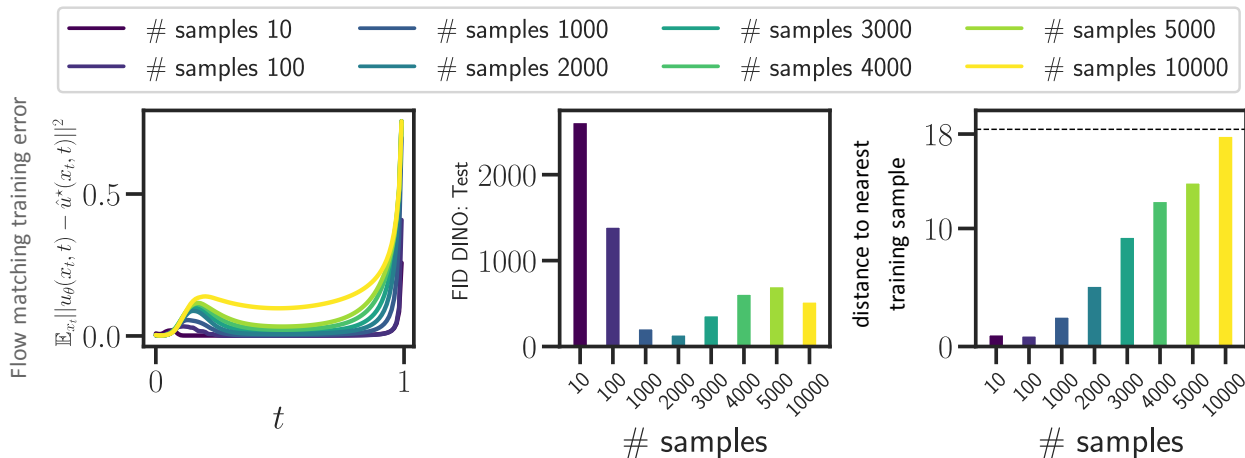 # samples 10
# samples 1000
# samples 3000
# samples 5000
# samples 100
# samples 2000
# samples 4000
# samples 10000
Flow matching training error
𝔼_{x_t}||u_θ(x_t, t) − û*(x_t, t)||²
0.5
0.0
0
1
t
FID DINO: Test
2000
1000
0
10
100
1000
2000
3000
4000
5000
10000
# samples
distance to nearest
training sample
18
10
0
10
100
1000
2000
3000
4000
5000
10000
# samples